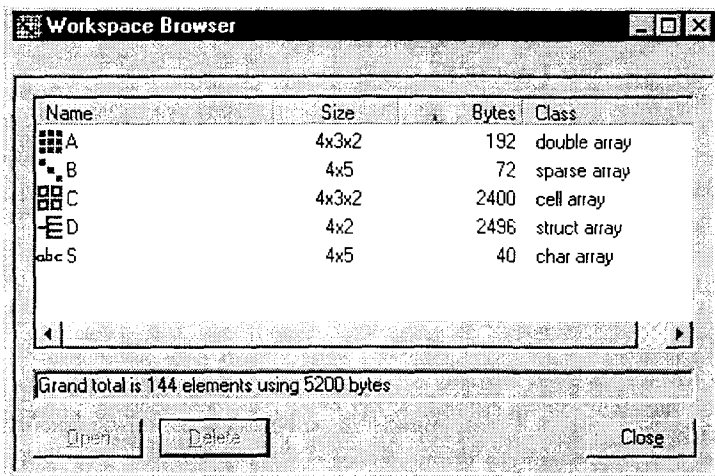 Workspace Browser
Name Size Bytes Class
A 4x3x2 192 double array
B 4x5 72 sparse array
C 4x3x2 2400 cell array
D 4x2 2496 struct array
abc S 4x5 40 char array
Grand total is 144 elements using 5200 bytes
Open Delete Close